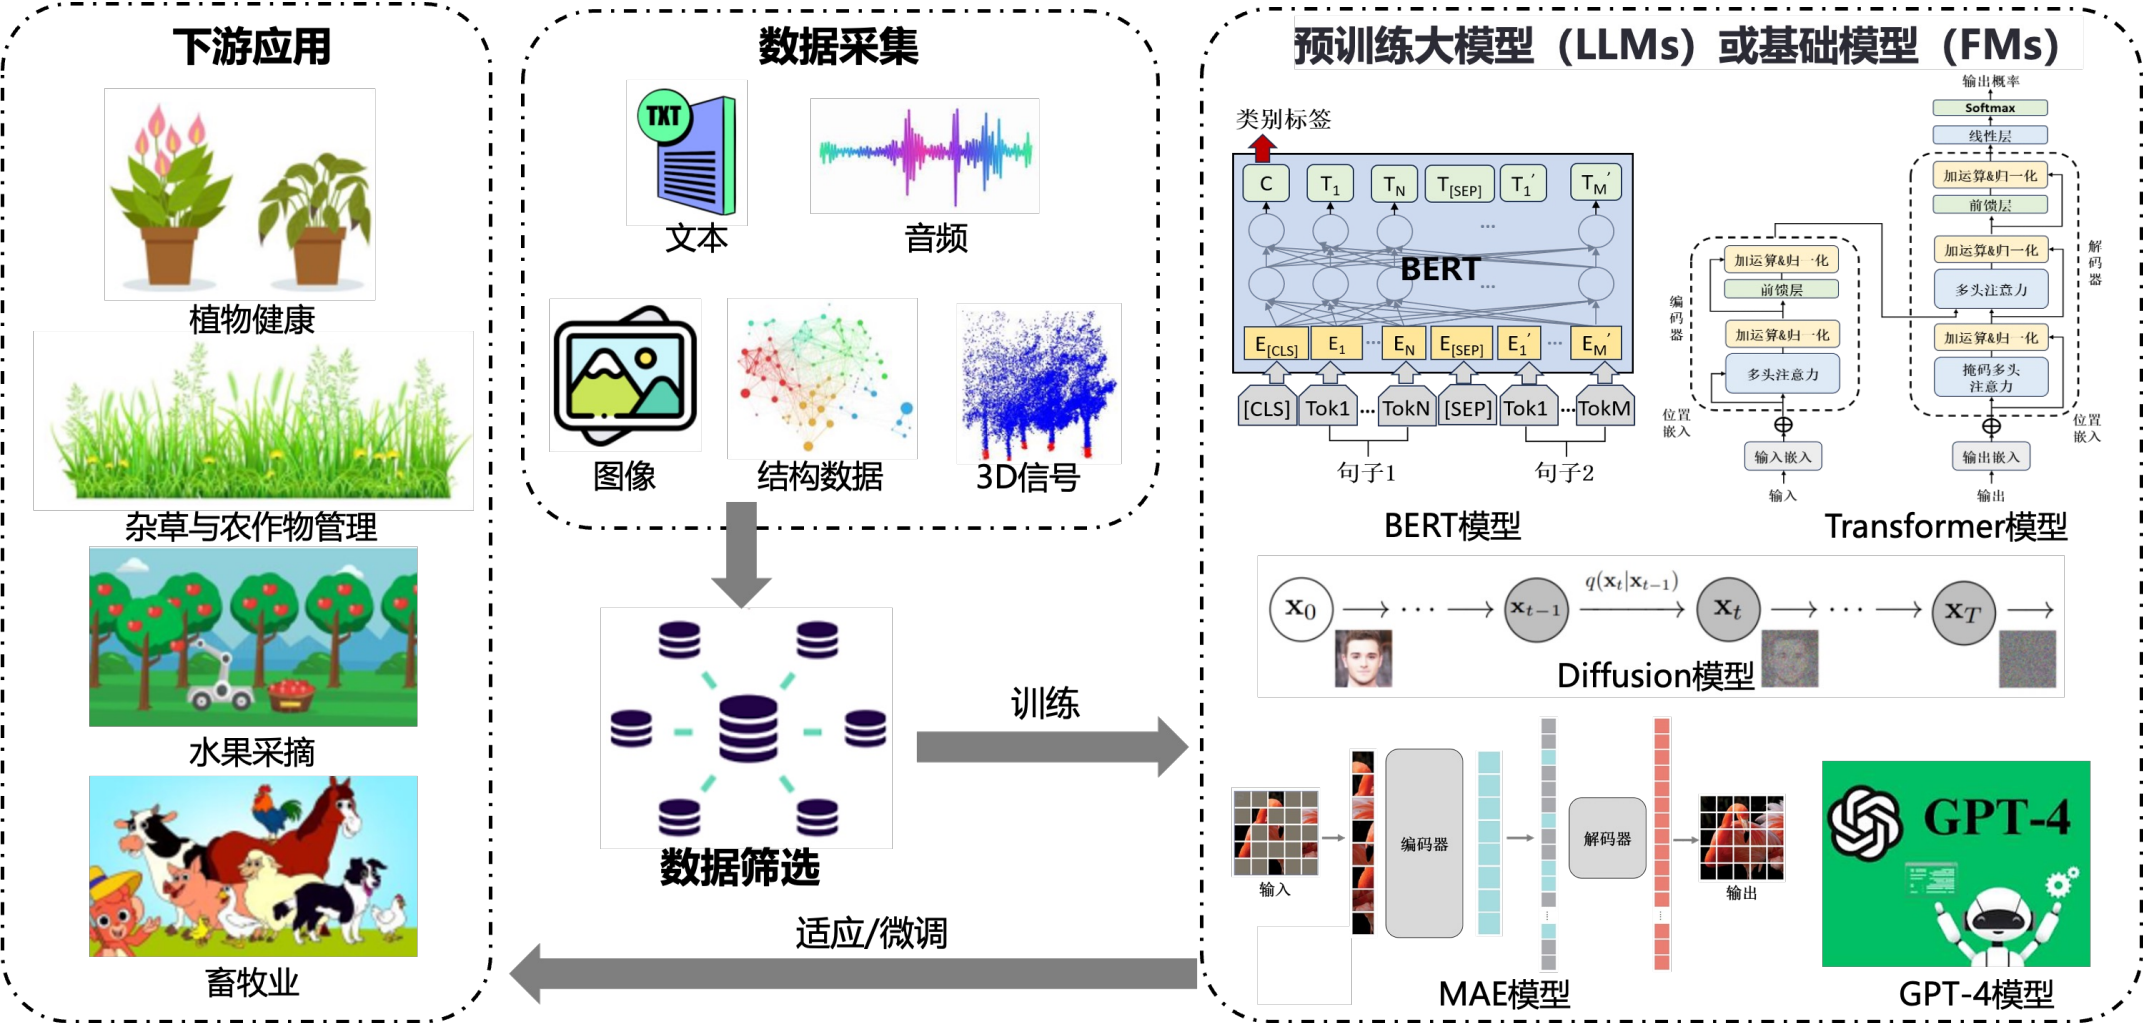 下游应用
植物健康
杂草与农作物管理
水果采摘
畜牧业
数据采集
TXT
文本
音频
图像
结构数据
3D信号
数据筛选
训练
适应/微调
预训练大模型（LLMs）或基础模型（FMs）
类别标签
C T1 TN T[SEP] T1′ TM′
...
BERT
...
E[CLS] E1 ... EN E[SEP] E1′ ... EM′
[CLS] Tok1 ... TokN [SEP] Tok1 ... TokM
句子1 句子2
BERT模型
输出概率
Softmax
线性层
加运算&归一化
前馈层
加运算&归一化
多头注意力
加运算&归一化
掩码多头
注意力
解码器
位置
嵌入
输出嵌入
输出
加运算&归一化
前馈层
加运算&归一化
多头注意力
编码器
位置
嵌入
输入嵌入
输入
Transformer模型
q(xt|xt−1)
x0 ... xt−1 xt ... xT
Diffusion模型
输入
编码器
解码器
输出
MAE模型
GPT-4
GPT-4模型